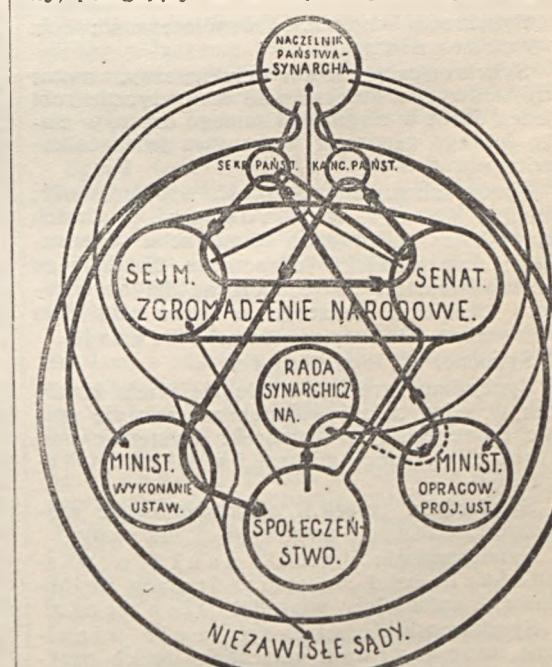 NACZELNIK
PAŃSTWA-
SYNARCHA
SEKR. PAŃST.
KANC. PAŃST.
SEJM.
SENAT.
ZGROMADZENIE NARODOWE.
RADA
SYNARCHICZ
NA.
MINIST.
WYKONANIE
USTAW.
MINIST.
OPRACOW.
PROJ. UST.
SPOŁECZEŃ-
STWO.
NIEZAWISŁE SĄDY.